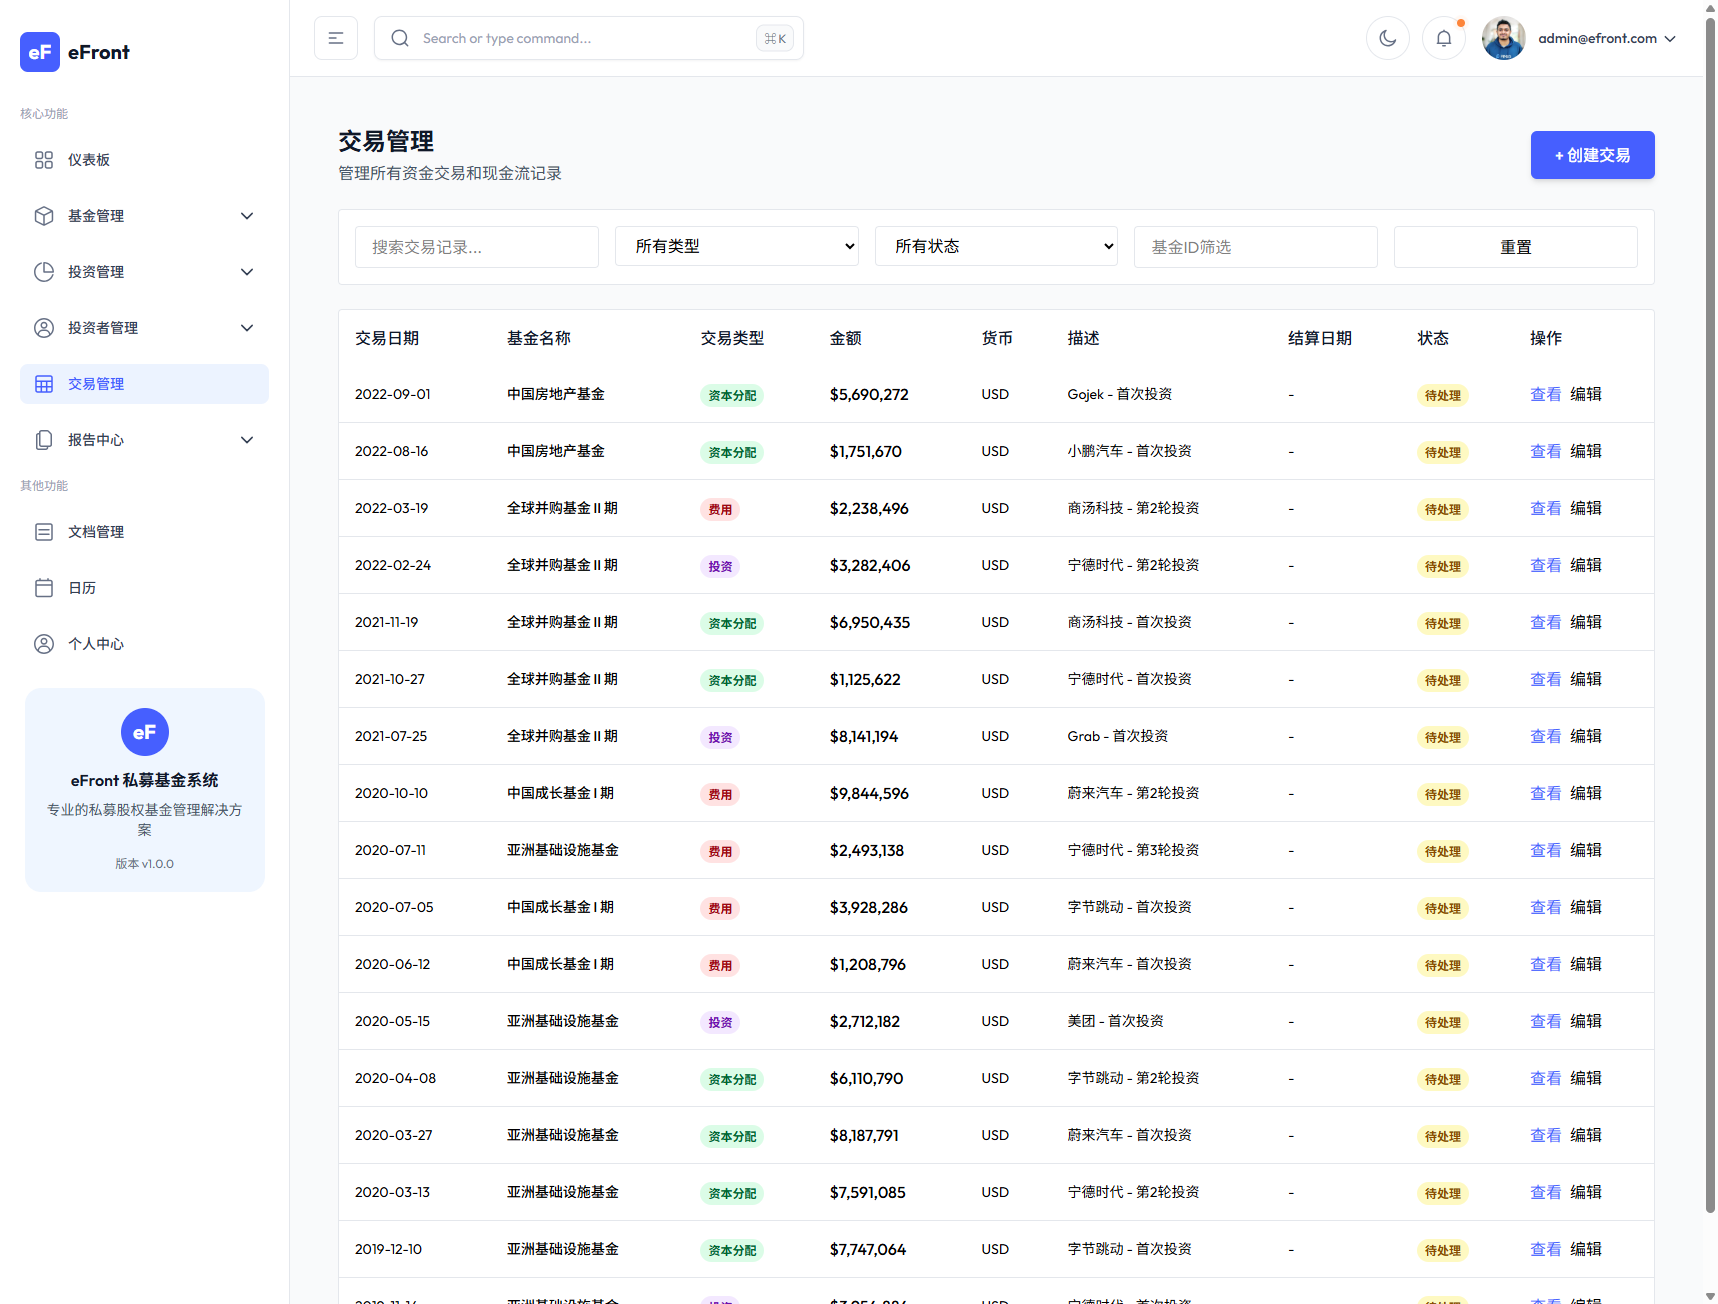 eF eFront
核心功能
仪表板
基金管理
投资管理
投资者管理
交易管理
报告中心
其他功能
文档管理
日历
个人中心
eF
eFront 私募基金系统
专业的私募股权基金管理解决方
案
版本 v1.0.0
Search or type command... ⌘K
admin@efront.com
交易管理
管理所有资金交易和现金流记录
+ 创建交易
搜索交易记录... 所有类型 所有状态 基金ID筛选 重置
交易日期 基金名称 交易类型 金额 货币 描述 结算日期 状态 操作
2022-09-01 中国房地产基金 资本分配 $5,690,272 USD Gojek - 首次投资 - 待处理 查看 编辑
2022-08-16 中国房地产基金 资本分配 $1,751,670 USD 小鹏汽车 - 首次投资 - 待处理 查看 编辑
2022-03-19 全球并购基金 II 期 费用 $2,238,496 USD 商汤科技 - 第2轮投资 - 待处理 查看 编辑
2022-02-24 全球并购基金 II 期 投资 $3,282,406 USD 宁德时代 - 第2轮投资 - 待处理 查看 编辑
2021-11-19 全球并购基金 II 期 资本分配 $6,950,435 USD 商汤科技 - 首次投资 - 待处理 查看 编辑
2021-10-27 全球并购基金 II 期 资本分配 $1,125,622 USD 宁德时代 - 首次投资 - 待处理 查看 编辑
2021-07-25 全球并购基金 II 期 投资 $8,141,194 USD Grab - 首次投资 - 待处理 查看 编辑
2020-10-10 中国成长基金 I 期 费用 $9,844,596 USD 蔚来汽车 - 第2轮投资 - 待处理 查看 编辑
2020-07-11 亚洲基础设施基金 费用 $2,493,138 USD 宁德时代 - 第3轮投资 - 待处理 查看 编辑
2020-07-05 中国成长基金 I 期 费用 $3,928,286 USD 字节跳动 - 首次投资 - 待处理 查看 编辑
2020-06-12 中国成长基金 I 期 费用 $1,208,796 USD 蔚来汽车 - 首次投资 - 待处理 查看 编辑
2020-05-15 亚洲基础设施基金 投资 $2,712,182 USD 美团 - 首次投资 - 待处理 查看 编辑
2020-04-08 亚洲基础设施基金 资本分配 $6,110,790 USD 字节跳动 - 第2轮投资 - 待处理 查看 编辑
2020-03-27 亚洲基础设施基金 资本分配 $8,187,791 USD 蔚来汽车 - 首次投资 - 待处理 查看 编辑
2020-03-13 亚洲基础设施基金 资本分配 $7,591,085 USD 宁德时代 - 第2轮投资 - 待处理 查看 编辑
2019-12-10 亚洲基础设施基金 资本分配 $7,747,064 USD 字节跳动 - 首次投资 - 待处理 查看 编辑